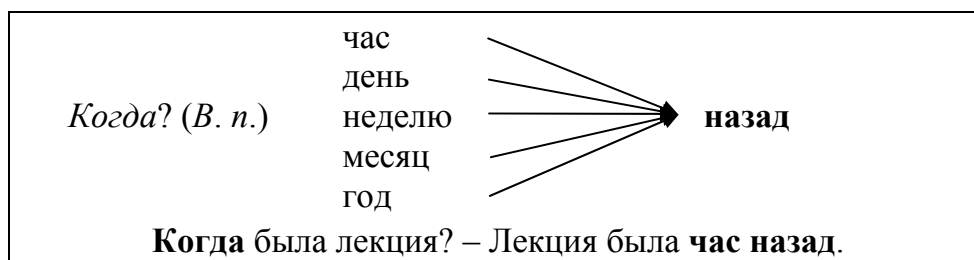 час
день
Когда? (В. п.) неделю назад
месяц
год
Когда была лекция? – Лекция была час назад.